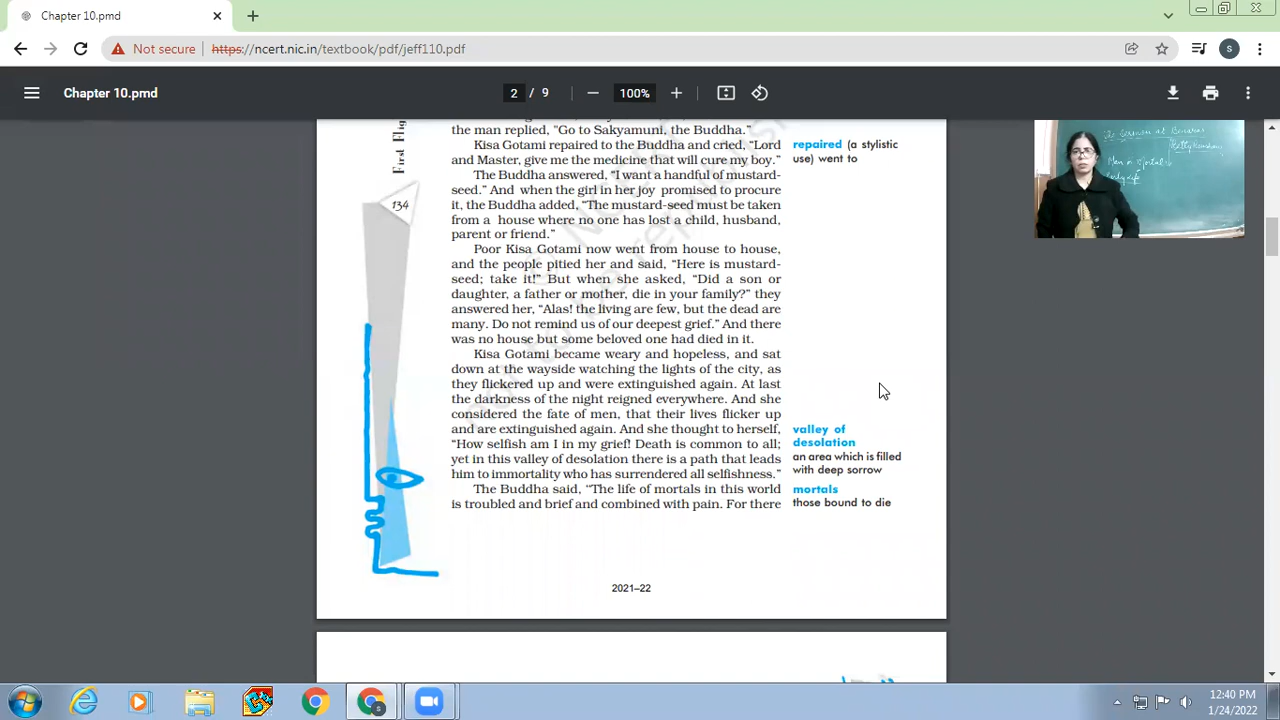 Chapter 10.pmd
Not secure
https://ncert.nic.in/textbook/pdf/jeff110.pdf
S
Chapter 10.pmd
2 / 9
100%
First Flig
134
the man replied, "Go to Sakyamuni, the Buddha."
Kisa Gotami repaired to the Buddha and cried, "Lord
and Master, give me the medicine that will cure my boy."
The Buddha answered, "I want a handful of mustard-
seed." And when the girl in her joy promised to procure
it, the Buddha added, "The mustard-seed must be taken
from a house where no one has lost a child, husband,
parent or friend."
Poor Kisa Gotami now went from house to house,
and the people pitied her and said, "Here is mustard-
seed; take it!" But when she asked, "Did a son or
daughter, a father or mother, die in your family?" they
answered her, "Alas! the living are few, but the dead are
many. Do not remind us of our deepest grief." And there
was no house but some beloved one had died in it.
Kisa Gotami became weary and hopeless, and sat
down at the wayside watching the lights of the city, as
they flickered up and were extinguished again. At last
the darkness of the night reigned everywhere. And she
considered the fate of men, that their lives flicker up
and are extinguished again. And she thought to herself,
"How selfish am I in my grief! Death is common to all;
yet in this valley of desolation there is a path that leads
him to immortality who has surrendered all selfishness."
The Buddha said, "The life of mortals in this world
is troubled and brief and combined with pain. For there
repaired (a stylistic
use) went to
valley of
desolation
an area which is filled
with deep sorrow
mortals
those bound to die
2021–22
The Sermon at Benaras
12:40 PM
1/24/2022